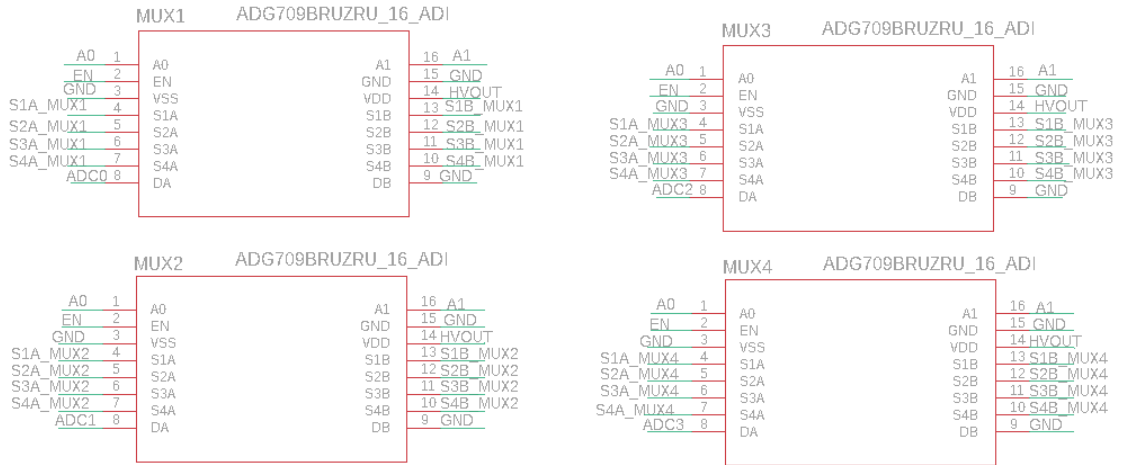 MUX1 ADG709BRUZRU_16_ADI
A0 1 A0 A1 16 A1
EN 2 EN GND 15 GND
GND 3 VSS VDD 14 HVOUT
S1A_MUX1 4 S1A S1B 13 S1B_MUX1
S2A_MUX1 5 S2A S2B 12 S2B_MUX1
S3A_MUX1 6 S3A S3B 11 S3B_MUX1
S4A_MUX1 7 S4A S4B 10 S4B_MUX1
ADC0 8 DA DB 9 GND
MUX3 ADG709BRUZRU_16_ADI
A0 1 A0 A1 16 A1
EN 2 EN GND 15 GND
GND 3 VSS VDD 14 HVOUT
S1A_MUX3 4 S1A S1B 13 S1B_MUX3
S2A_MUX3 5 S2A S2B 12 S2B_MUX3
S3A_MUX3 6 S3A S3B 11 S3B_MUX3
S4A_MUX3 7 S4A S4B 10 S4B_MUX3
ADC2 8 DA DB 9 GND
MUX2 ADG709BRUZRU_16_ADI
A0 1 A0 A1 16 A1
EN 2 EN GND 15 GND
GND 3 VSS VDD 14 HVOUT
S1A_MUX2 4 S1A S1B 13 S1B_MUX2
S2A_MUX2 5 S2A S2B 12 S2B_MUX2
S3A_MUX2 6 S3A S3B 11 S3B_MUX2
S4A_MUX2 7 S4A S4B 10 S4B_MUX2
ADC1 8 DA DB 9 GND
MUX4 ADG709BRUZRU_16_ADI
A0 1 A0 A1 16 A1
EN 2 EN GND 15 GND
GND 3 VSS VDD 14 HVOUT
S1A_MUX4 4 S1A S1B 13 S1B_MUX4
S2A_MUX4 5 S2A S2B 12 S2B_MUX4
S3A_MUX4 6 S3A S3B 11 S3B_MUX4
S4A_MUX4 7 S4A S4B 10 S4B_MUX4
ADC3 8 DA DB 9 GND